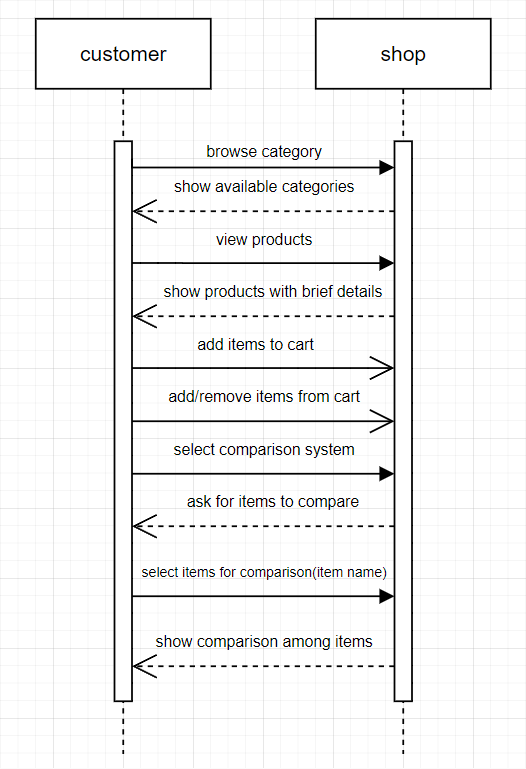 customer
shop
browse category
show available categories
view products
show products with brief details
add items to cart
add/remove items from cart
select comparison system
ask for items to compare
select items for comparison(item name)
show comparison among items